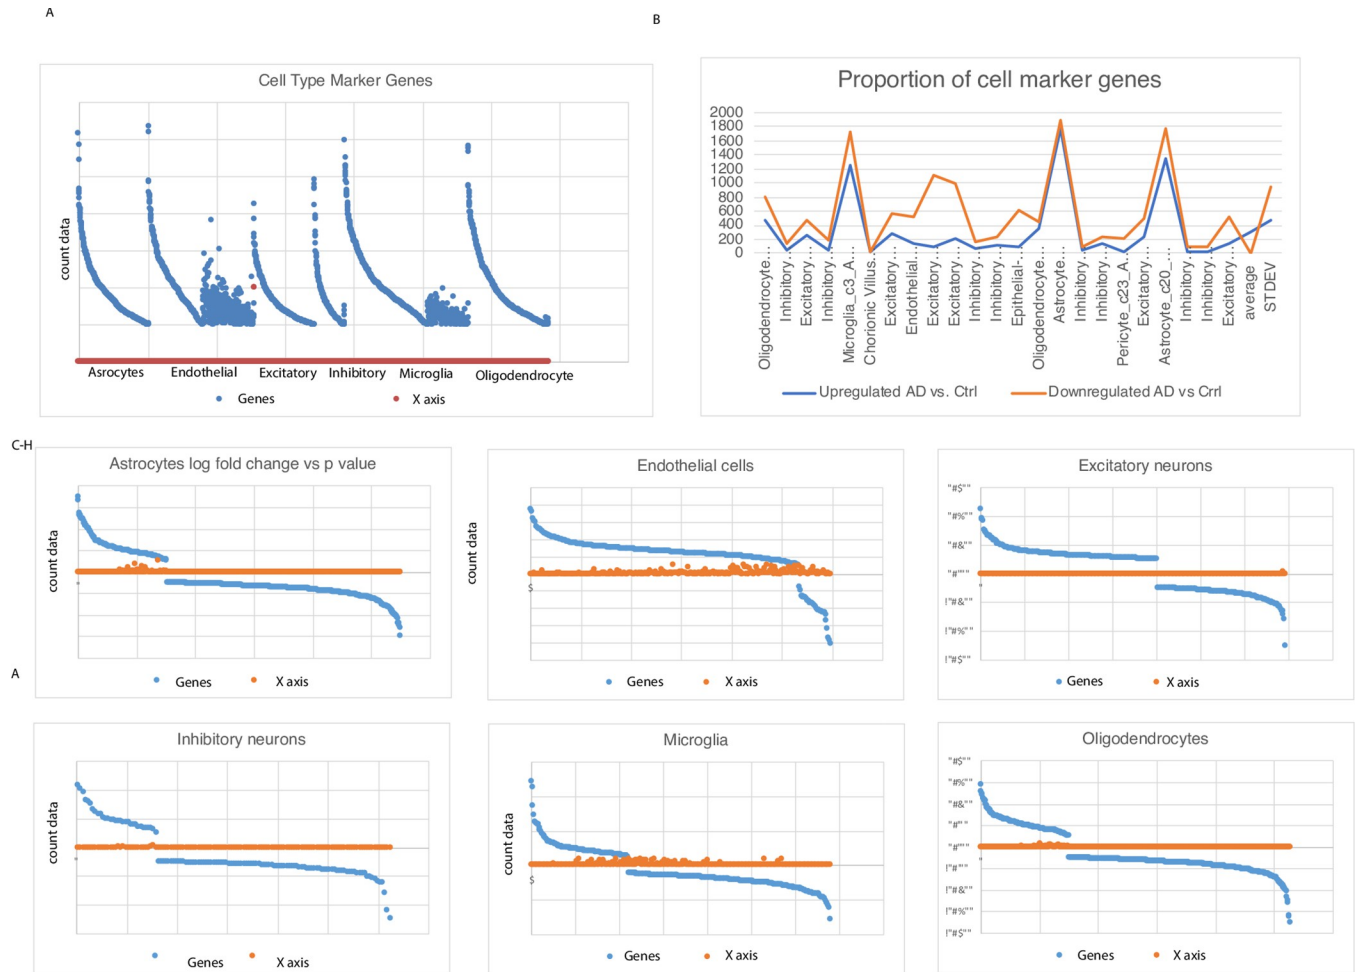 A
B
Cell Type Marker Genes
count data
Asrocytes Endothelial Excitatory Inhibitory Microglia Oligodendrocyte
Genes X axis
Proportion of cell marker genes
2000
1800
1600
1400
1200
1000
800
600
400
200
0
Oligodendrocyte…
Inhibitory…
Excitatory…
Inhibitory…
Microglia_c3_A…
Chorionic Villus…
Excitatory…
Endothelial…
Excitatory…
Excitatory…
Inhibitory…
Inhibitory…
Epithelial-…
Oligodendrocyte…
Astrocyte…
Inhibitory…
Inhibitory…
Pericyte_c23_A…
Excitatory…
Astrocyte_c20_…
Inhibitory…
Inhibitory…
Excitatory…
average
STDEV
Upregulated AD vs. Ctrl Downregulated AD vs Crrl
C-H
Astrocytes log fold change vs p value
count data
Genes X axis
Endothelial cells
count data
$
Genes X axis
Excitatory neurons
"#$""
"#%""
"#&""
"#""
!"#&""
!"#%""
!"#$""
Genes X axis
A
Inhibitory neurons
count data
Genes X axis
Microglia
count data
$
Genes X axis
Oligodendrocytes
"#$""
"#%""
"#&""
"#'"
"#""
!"#'"
!"#&""
!"#%""
!"#$""
Genes X axis